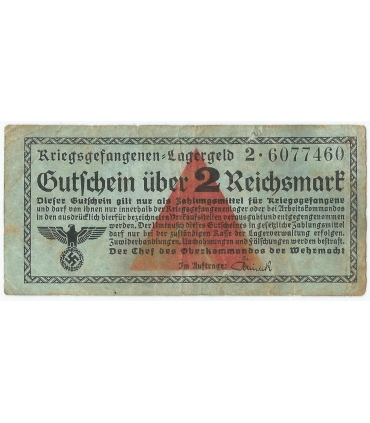 Kriegsgefangenen-Lagergeld 2 · 6077460
Gutschein über 2 Reichsmark
Dieser Gutschein gilt nur als Zahlungsmittel für Kriegsgefangene
und darf von ihnen nur innerhalb der Kriegsgefangenenlager oder bei Arbeitskommandos
in den ausdrücklich hierfür bezeichneten Verkaufsstellen verausgabt und entgegengenommen
werden. Der Umtausch dieses Gutscheines in gesetzliche Zahlungsmittel
darf nur bei der zuständigen Kasse der Lagerverwaltung erfolgen.
Zuwiderhandlungen, Nachahmungen und Fälschungen werden bestraft.
Der Chef des Oberkommandos der Wehrmacht
Im Auftrage: